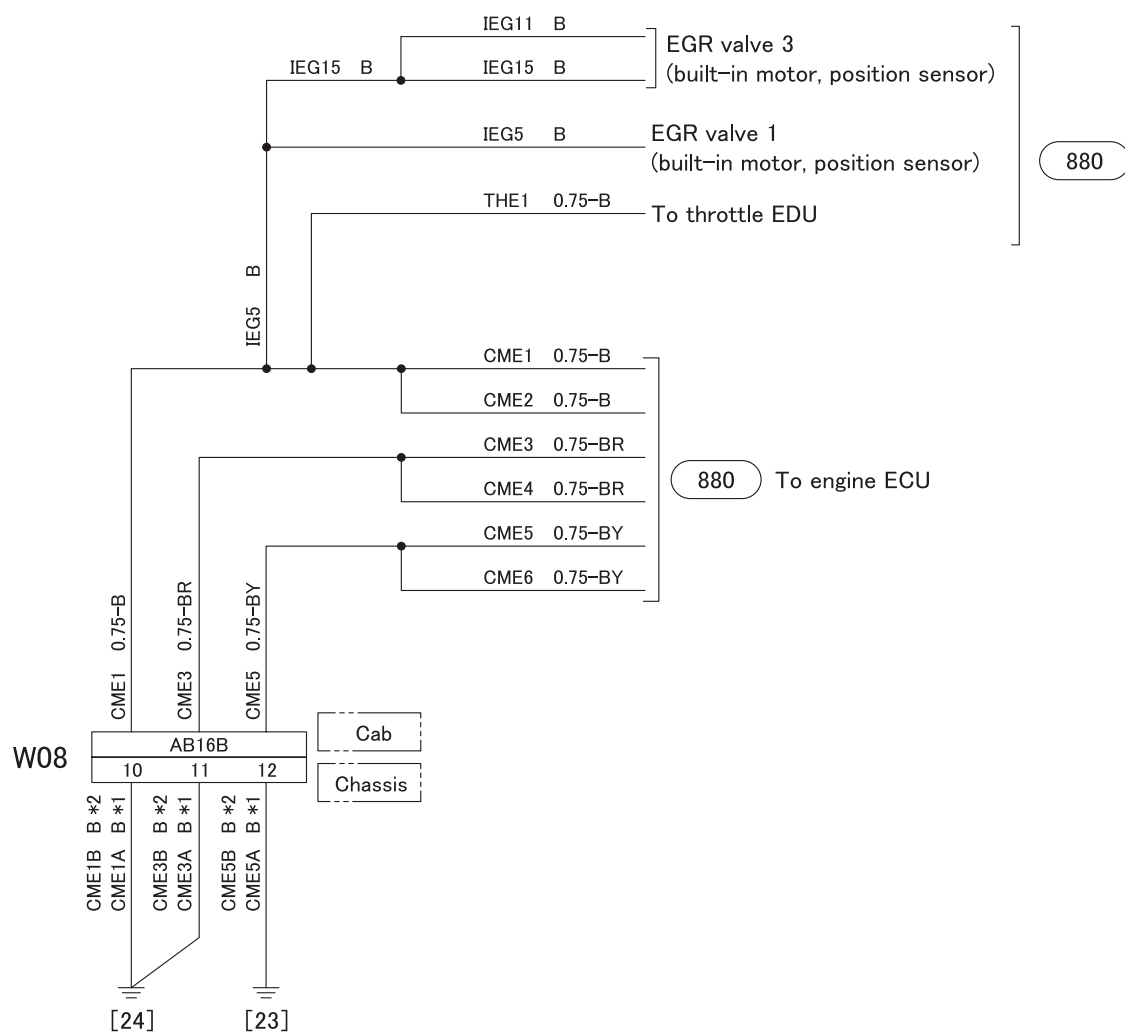 IEG11 B
IEG15 B
IEG15 B
EGR valve 3
(built-in motor, position sensor)
IEG5 B
EGR valve 1
(built-in motor, position sensor)
880
THE1 0.75-B
To throttle EDU
IEG5 B
CME1 0.75-B
CME2 0.75-B
CME3 0.75-BR
CME4 0.75-BR
CME5 0.75-BY
CME6 0.75-BY
880 To engine ECU
CME1 0.75-B
CME3 0.75-BR
CME5 0.75-BY
W08
AB16B
10 11 12
Cab
Chassis
CME1B B *2
CME1A B *1
CME3B B *2
CME3A B *1
CME5B B *2
CME5A B *1
[24]
[23]